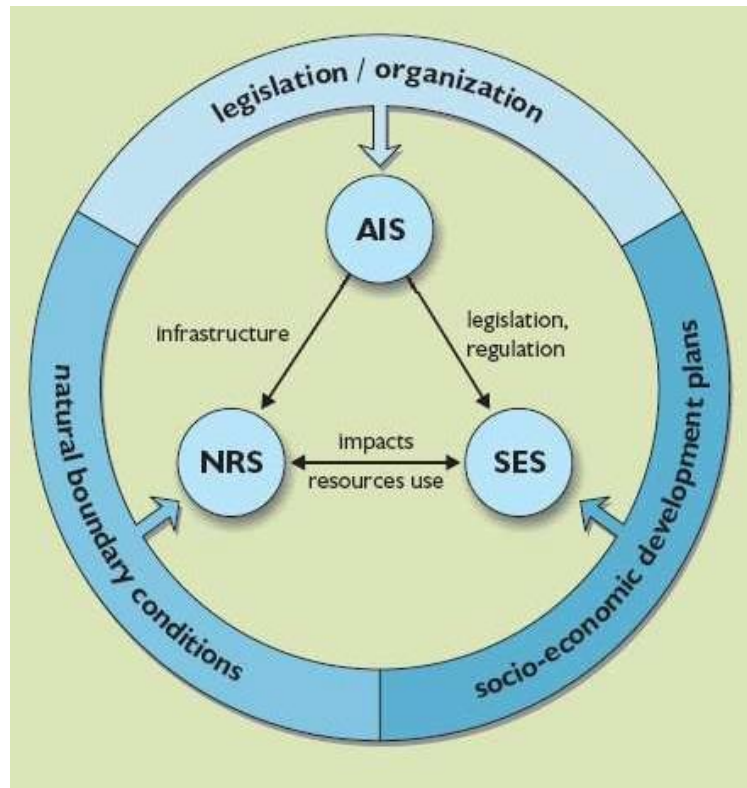 legislation / organization
AIS
infrastructure
legislation,
regulation
NRS
impacts
resources use
SES
natural boundary conditions
socio-economic development plans